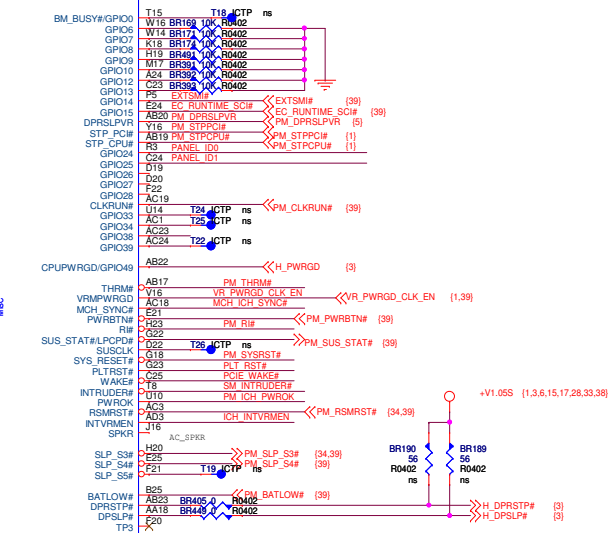 BM_BUSY#/GPIO0 T15 T18 ICTP ns
GPIO6 W16 BR169 10K R0402
GPIO7 W14 BR171 10K R0402
GPIO8 K18 BR174 10K R0402
GPIO9 H19 BR491 10K R0402
GPIO10 M17 BR391 10K R0402
GPIO12 A24 BR392 10K R0402
GPIO13 C23 BR393 10K R0402
GPIO14 P5 EXTSMI# EXTSMI# {39}
GPIO15 E24 EC_RUNTIME_SCI# EC_RUNTIME_SCI# {39}
DPRSLPVR AB20 PM_DPRSLPVR PM_DPRSLPVR {5}
STP_PCI# Y16 PM_STPPCI# PM_STPPCI# {1}
STP_CPU# AB19 PM_STPCPU# PM_STPCPU# {1}
GPIO24 R3 PANEL_ID0
GPIO25 C24 PANEL_ID1
GPIO26 D19
GPIO27 D20
GPIO28 F22
CLKRUN# AC19 PM_CLKRUN# {39}
GPIO33 U14 T24 ICTP ns
GPIO34 AC1 T25 ICTP ns
GPIO38 AC23
GPIO39 AC24 T22 ICTP ns
CPUPWRGD/GPIO49 AB22 H_PWRGD {3}
THRM# AB17 PM_THRM#
VRMPWRGD V16 VR_PWRGD_CLK_EN VR_PWRGD_CLK_EN {1,39}
MCH_SYNC# AC18 MCH_ICH_SYNC#
PWRBTN# E21 PM_PWRBTN# {39}
RI# H23 PM_RI#
SUS_STAT#/LPCPD# G22 PM_SUS_STAT# {39}
SUSCLK D22 T26 ICTP ns
SYS_RESET# G18 PM_SYSRST#
PLTRST# G23 PLT_RST#
WAKE# C25 PCIE_WAKE#
INTRUDER# T8 SM_INTRUDER#
PWROK U10 PM_ICH_PWROK
RSMRST# AC3 PM_RSMRST# {34,39}
INTVRMEN AD3 ICH_INTVRMEN
SPKR J16 AC_SPKR
+V1.05S {1,3,6,15,17,28,33,38}
SLP_S3# H20 PM_SLP_S3# {34,39}
SLP_S4# E25 PM_SLP_S4# {39}
SLP_S5# F21 T19 ICTP ns
BR190 BR189
56 56
R0402 R0402
ns ns
BATLOW# B25 PM_BATLOW# {39}
DPRSTP# AB23 BR405 0 R0402 H_DPRSTP# {3}
DPSLP# AA18 BR449 0 R0402 H_DPSLP# {3}
TP3 F20